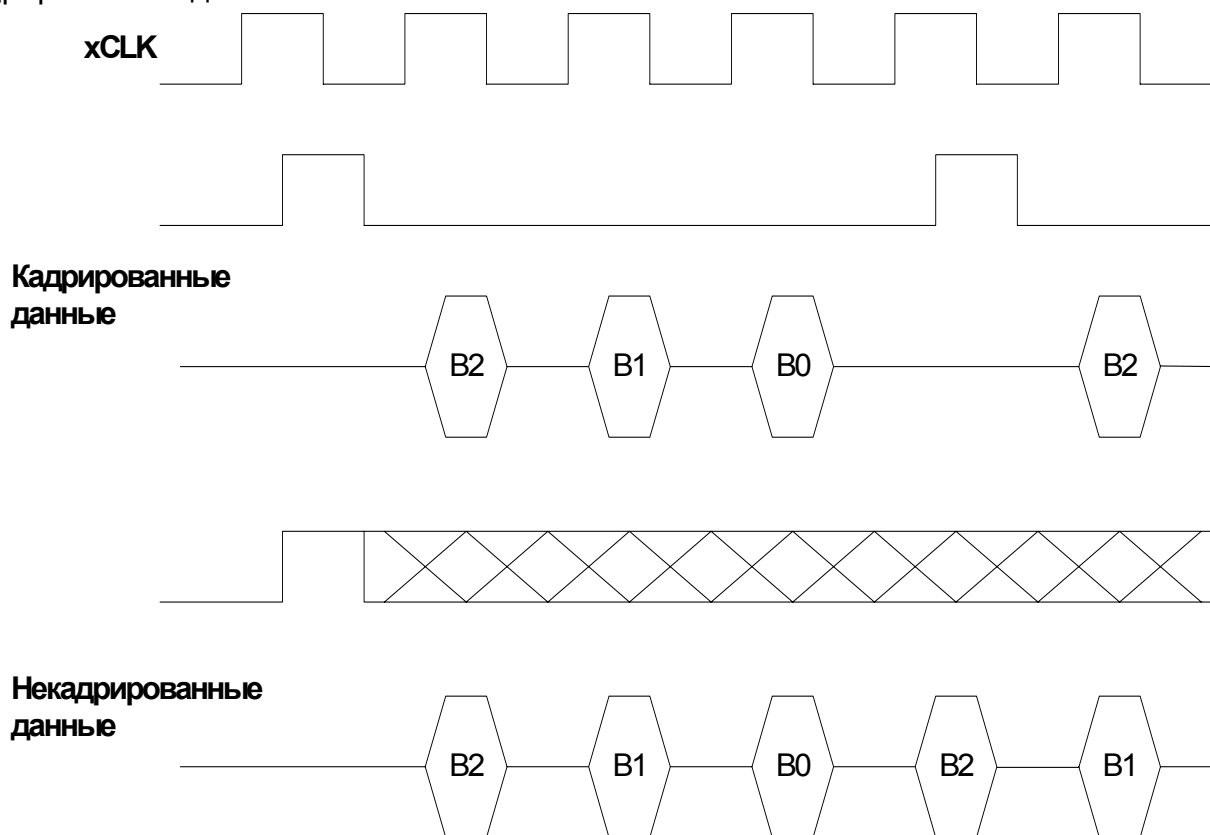 xCLK
Кадрированные
данные
B2 B1 B0 B2
Некадрированные
данные
B2 B1 B0 B2 B1